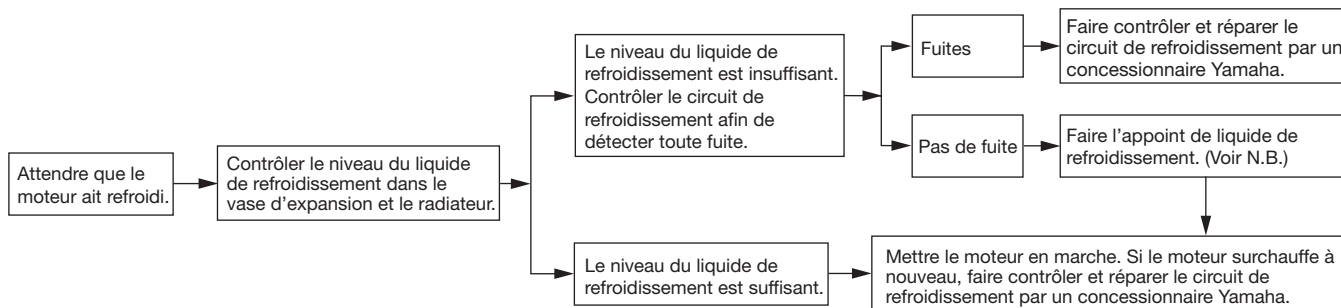 Attendre que le
moteur ait refroidi.
Contrôler le niveau du liquide
de refroidissement dans le
vase d'expansion et le radiateur.
Le niveau du liquide de
refroidissement est insuffisant.
Contrôler le circuit de
refroidissement afin de
détecter toute fuite.
Fuites
Faire contrôler et réparer le
circuit de refroidissement par un
concessionnaire Yamaha.
Pas de fuite
Faire l'appoint de liquide de
refroidissement. (Voir N.B.)
Le niveau du liquide de
refroidissement est suffisant.
Mettre le moteur en marche. Si le moteur surchauffe à
nouveau, faire contrôler et réparer le circuit de
refroidissement par un concessionnaire Yamaha.